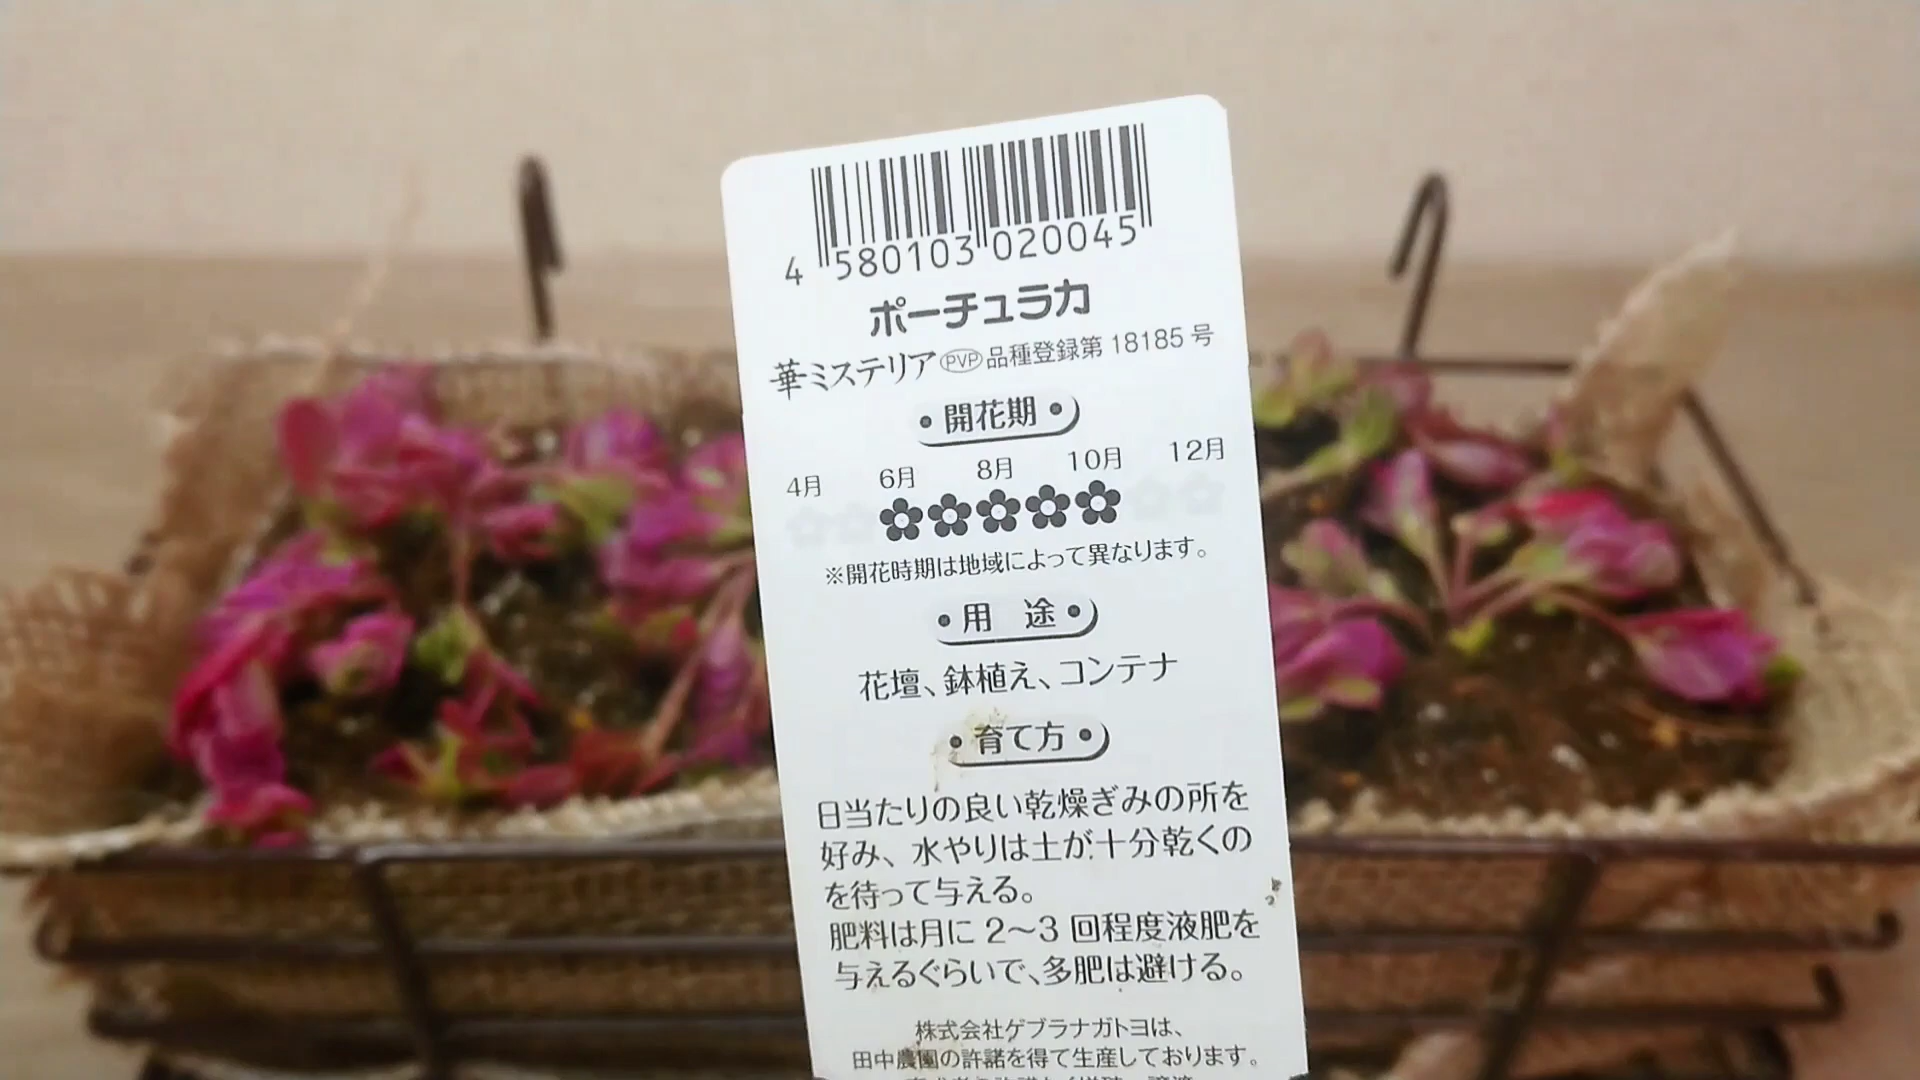 4 580103 020045
ポーチュラカ
華ミステリア PVP 品種登録第 18185 号
・開花期・
4月 6月 8月 10月 12月
※開花時期は地域によって異なります。
・用 途・
花壇、鉢植え、コンテナ
・育て方・
日当たりの良い乾燥ぎみの所を
好み、水やりは土が十分乾くの
を待って与える。
肥料は月に 2〜3 回程度液肥を
与えるぐらいで、多肥は避ける。
株式会社ゲブラナガトヨは、
田中農園の許諾を得て生産しております。